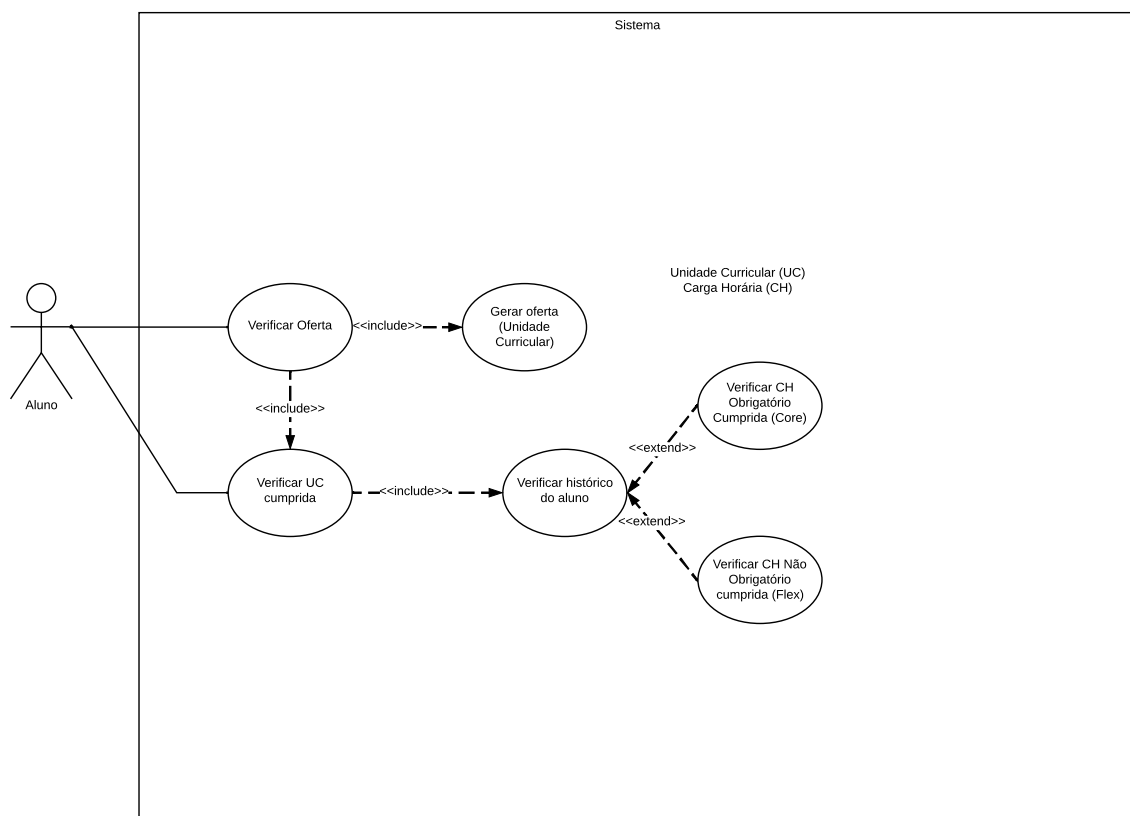 Sistema
Unidade Curricular (UC)
Carga Horária (CH)
Aluno
Verificar Oferta
<<include>>
Gerar oferta
(Unidade
Curricular)
<<include>>
Verificar UC
cumprida
<<include>>
Verificar histórico
do aluno
<<extend>>
Verificar CH
Obrigatório
Cumprida (Core)
<<extend>>
Verificar CH Não
Obrigatório
cumprida (Flex)